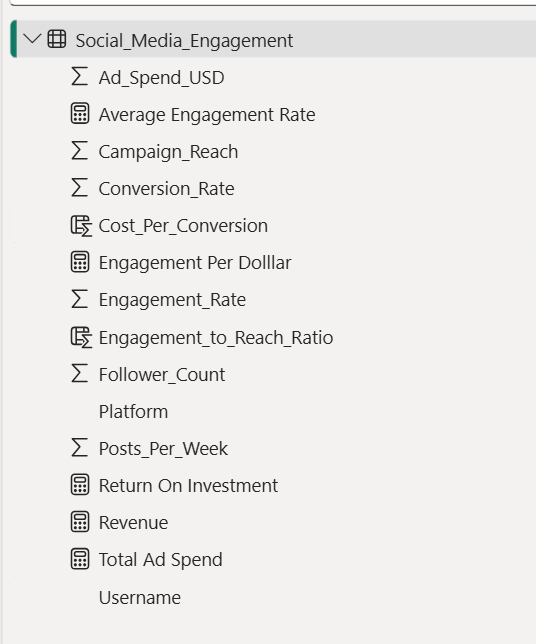 Social_Media_Engagement
Ad_Spend_USD
Average Engagement Rate
Campaign_Reach
Conversion_Rate
Cost_Per_Conversion
Engagement Per Dolllar
Engagement_Rate
Engagement_to_Reach_Ratio
Follower_Count
Platform
Posts_Per_Week
Return On Investment
Revenue
Total Ad Spend
Username